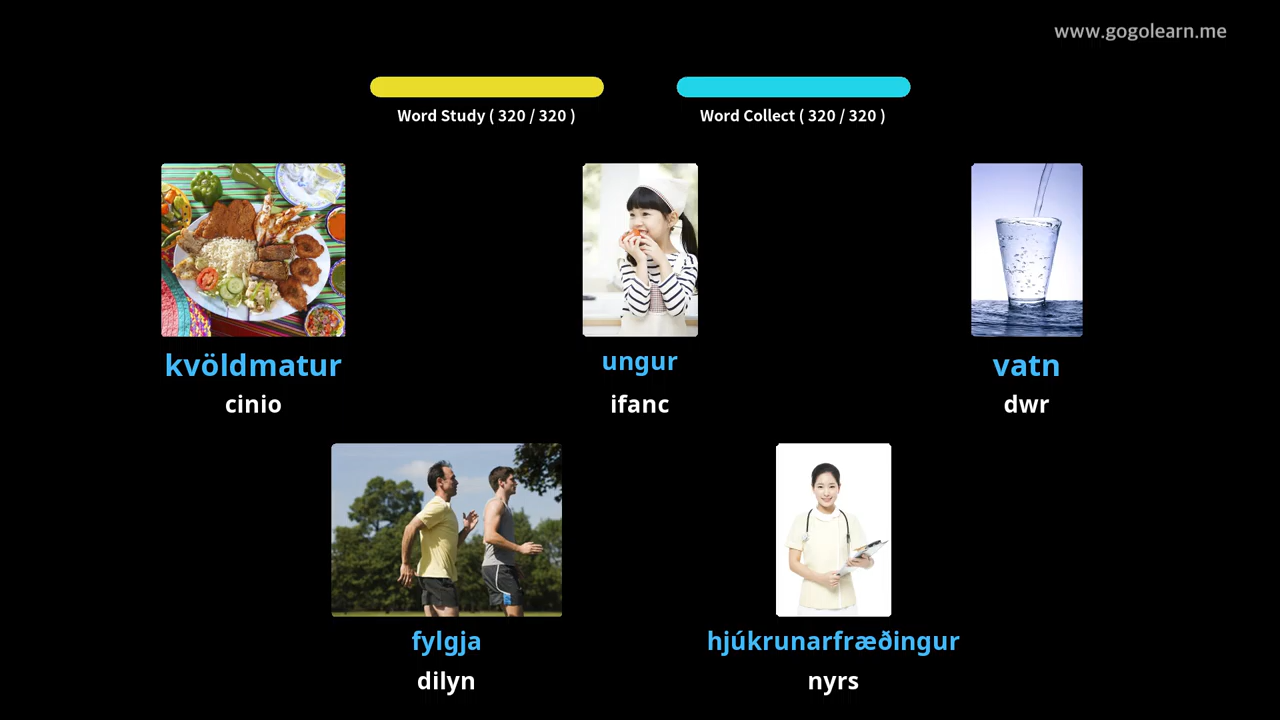 www.gogolearn.me
Word Study ( 320 / 320 )
Word Collect ( 320 / 320 )
kvöldmatur
cinio
ungur
ifanc
vatn
dwr
fylgja
dilyn
hjúkrunarfræðingur
nyrs